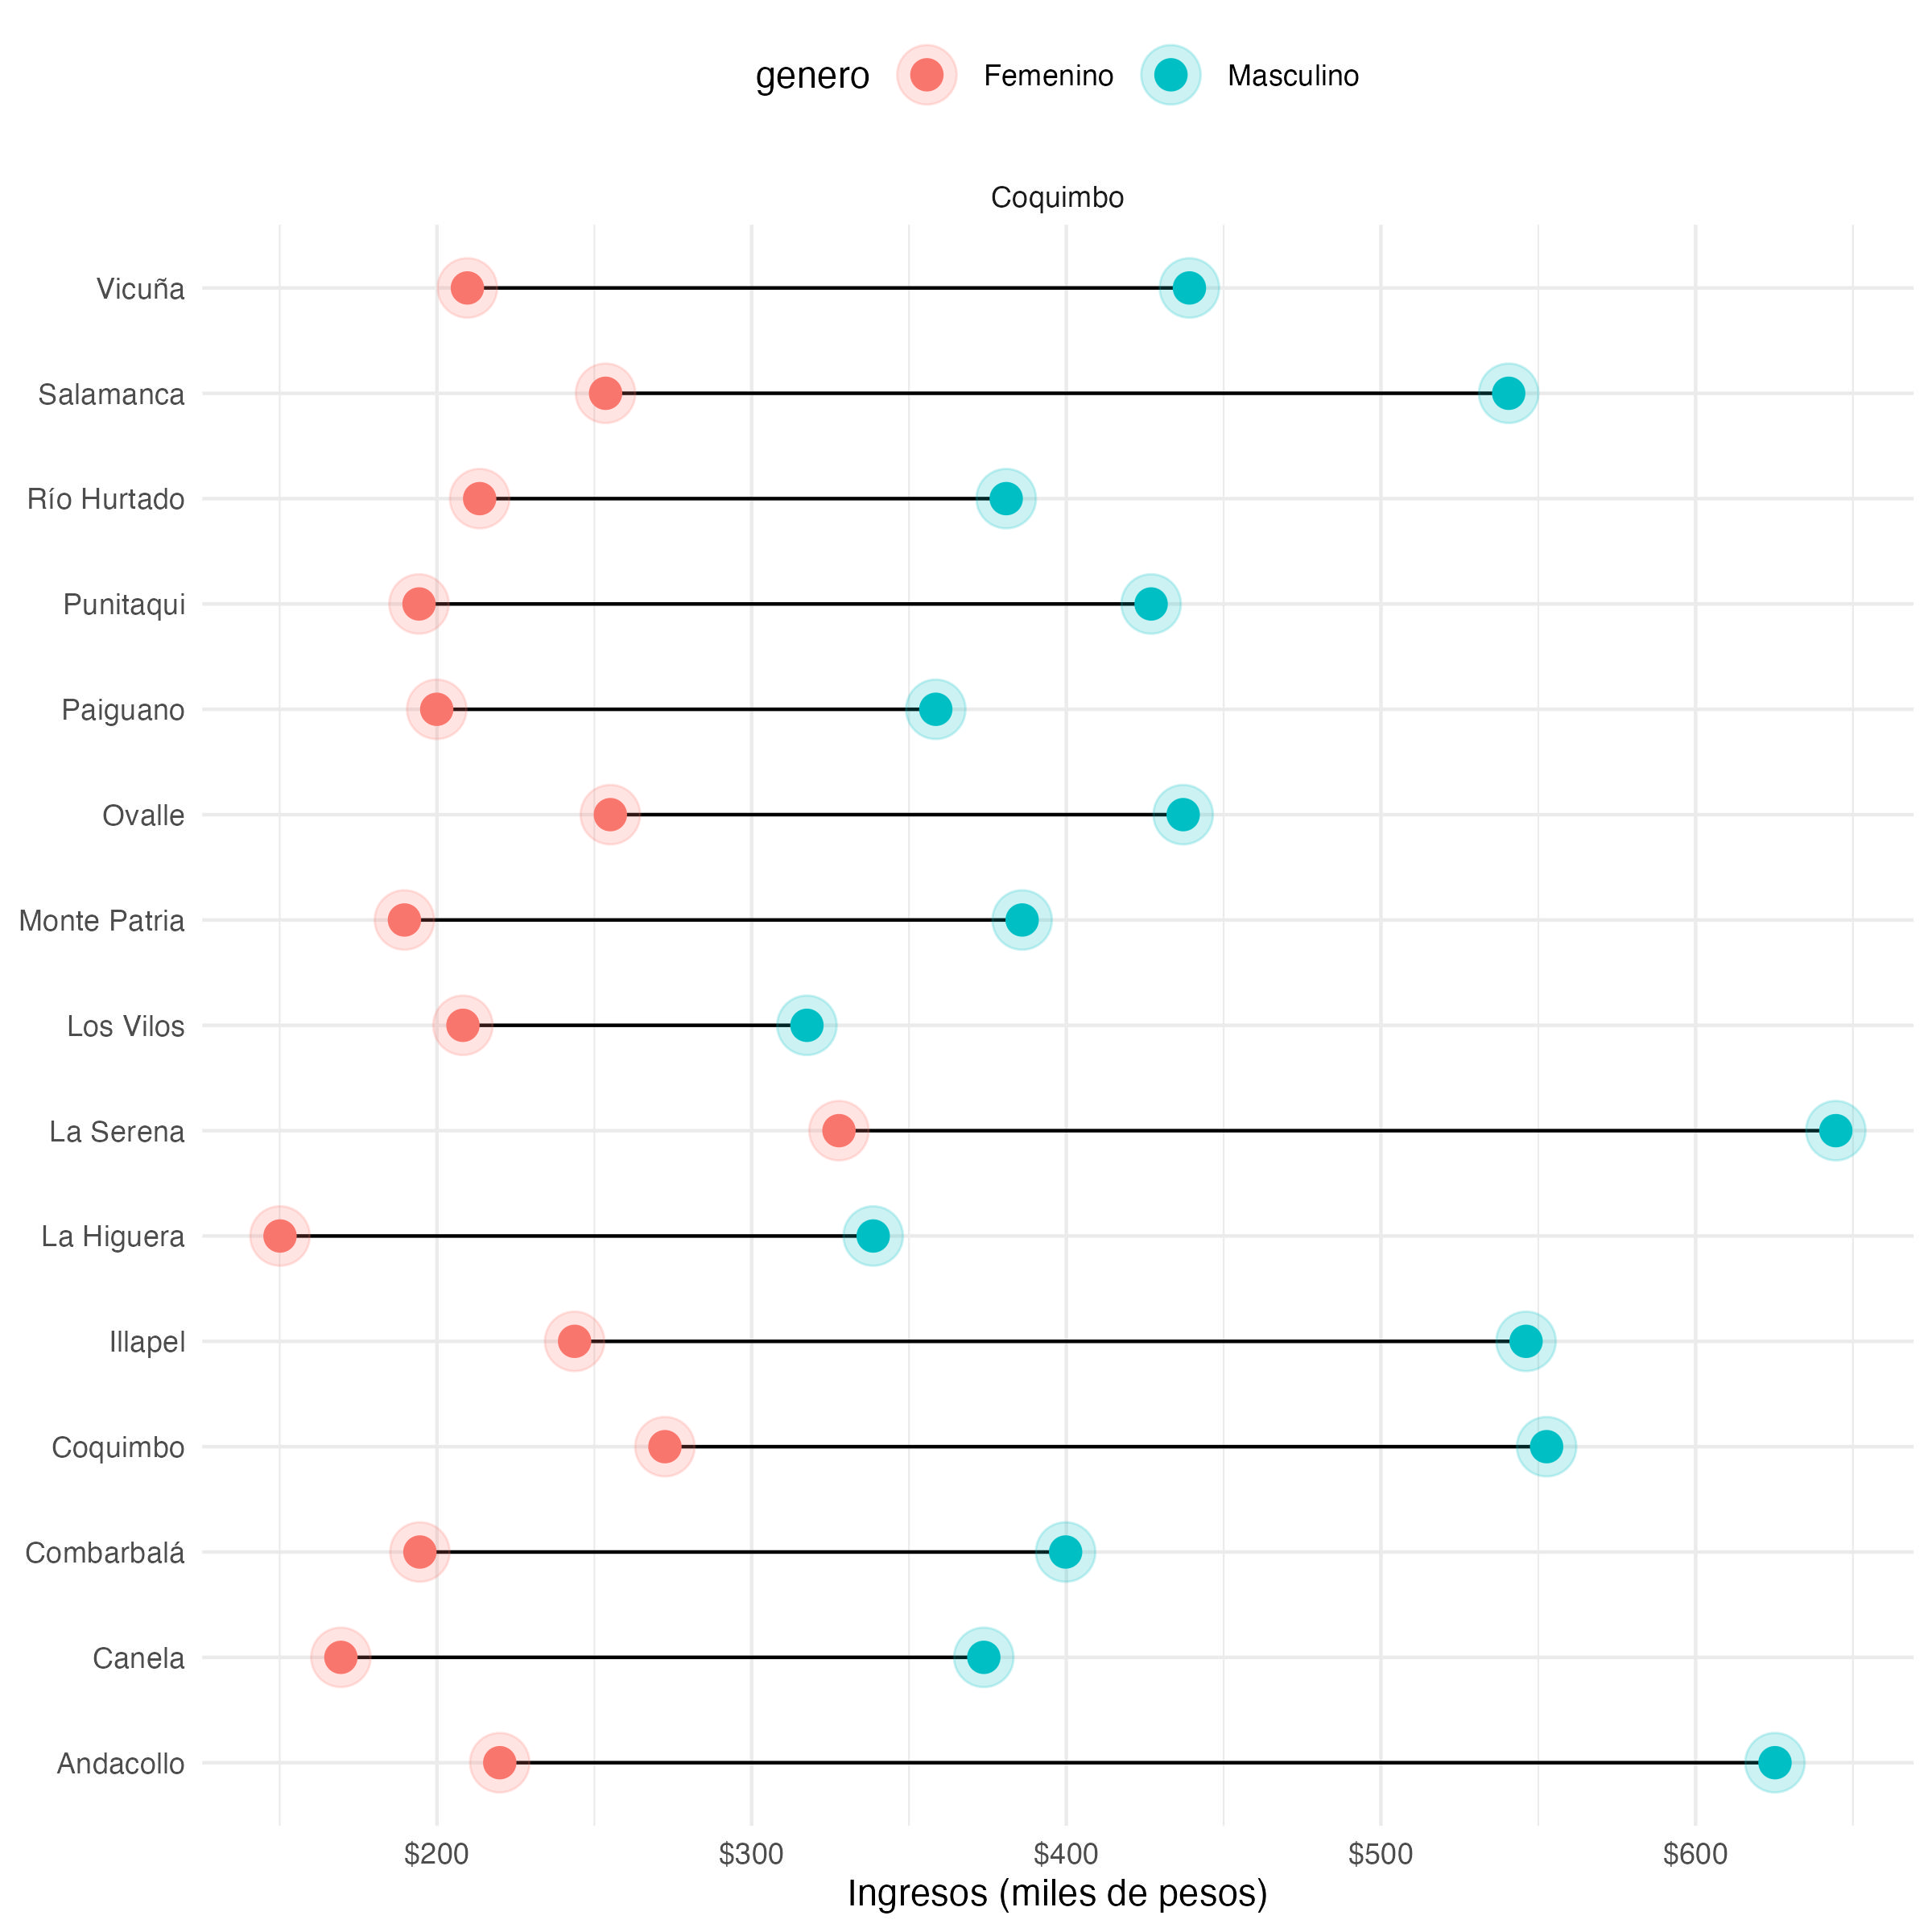 genero Femenino Masculino
Coquimbo
Vicuña
Salamanca
Río Hurtado
Punitaqui
Paiguano
Ovalle
Monte Patria
Los Vilos
La Serena
La Higuera
Illapel
Coquimbo
Combarbalá
Canela
Andacollo
$200 $300 $400 $500 $600
Ingresos (miles de pesos)